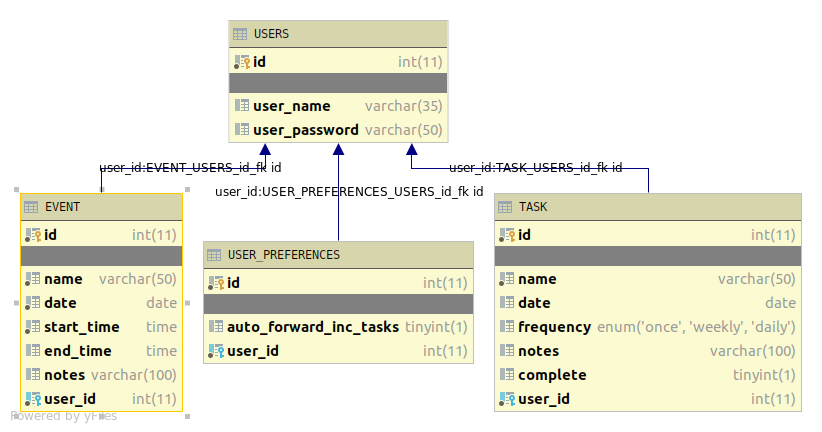 USERS
id int(11)
user_name varchar(35)
user_password varchar(50)
user_id:EVENT_USERS_id_fk id
user_id:TASK_USERS_id_fk id
user_id:USER_PREFERENCES_USERS_id_fk id
EVENT
id int(11)
name varchar(50)
date date
start_time time
end_time time
notes varchar(100)
user_id int(11)
USER_PREFERENCES
id int(11)
auto_forward_inc_tasks tinyint(1)
user_id int(11)
TASK
id int(11)
name varchar(50)
date date
frequency enum('once', 'weekly', 'daily')
notes varchar(100)
complete tinyint(1)
user_id int(11)
Powered by yFiles